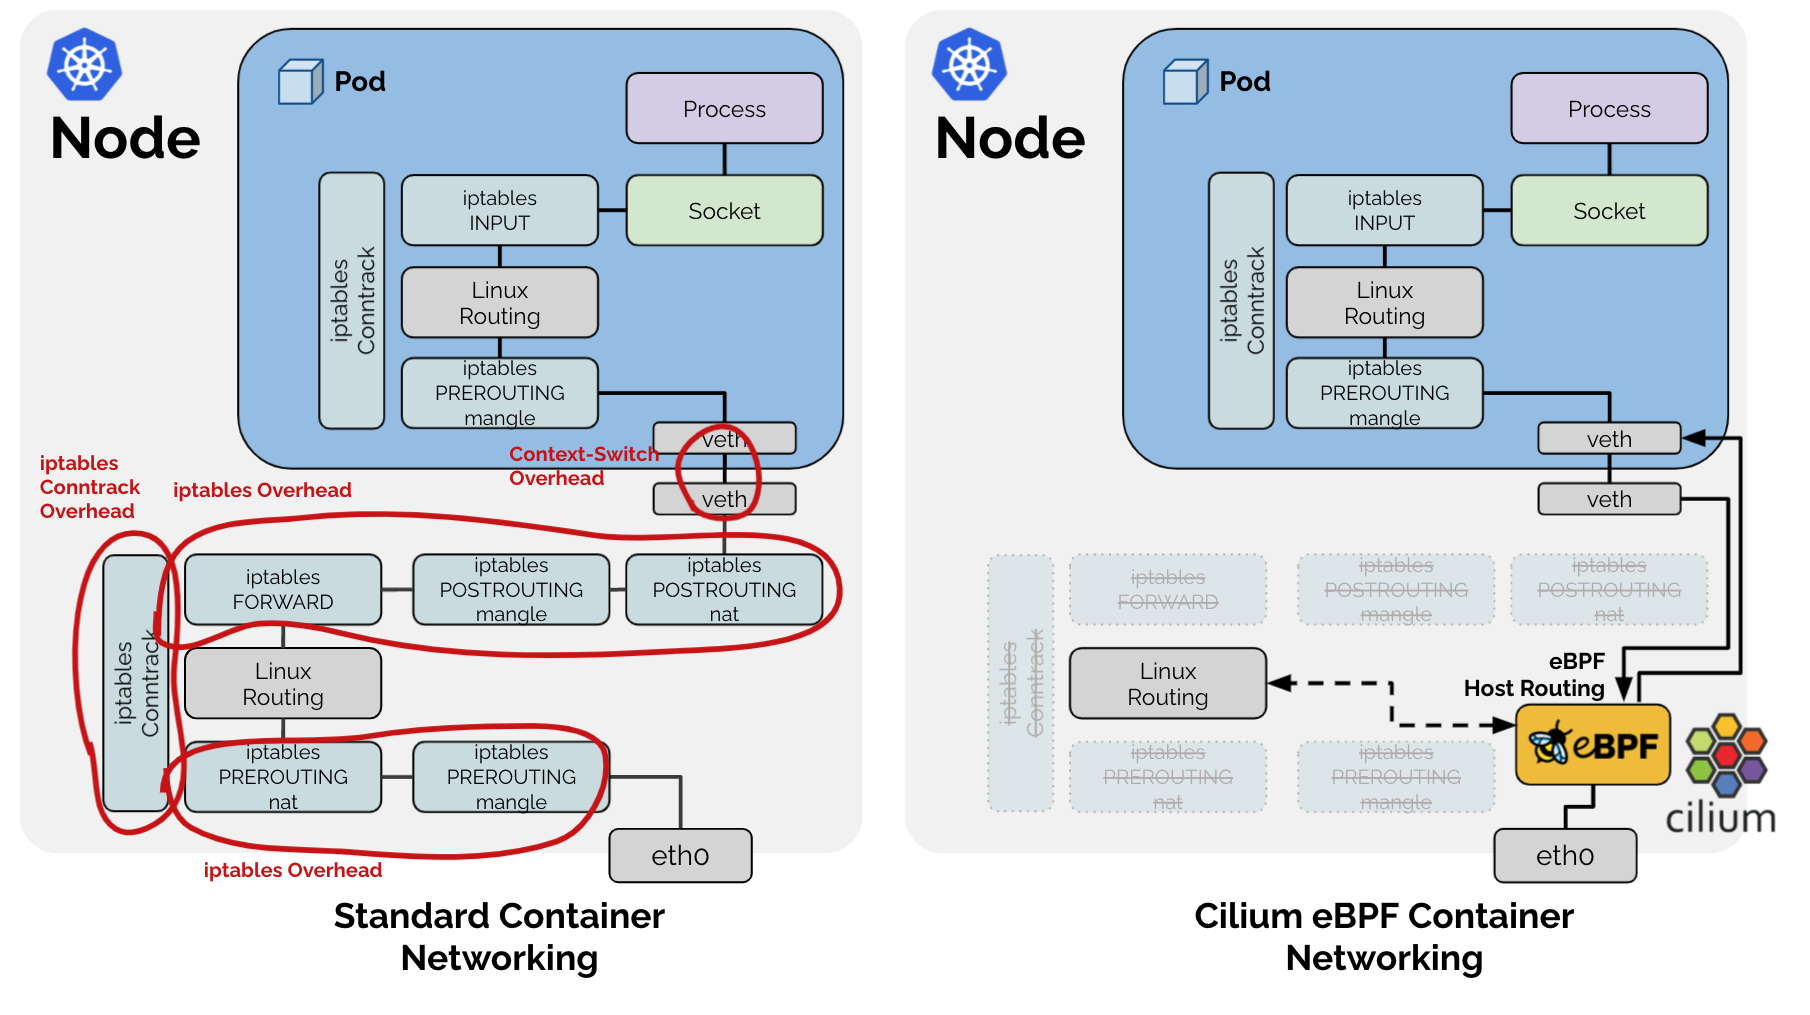 Node
Pod
Process
iptables
INPUT
Socket
iptables
Conntrack
Linux
Routing
iptables
PREROUTING
mangle
veth
Context-Switch
Overhead
veth
iptables
Conntrack
Overhead
iptables Overhead
iptables
FORWARD
iptables
POSTROUTING
mangle
iptables
POSTROUTING
nat
iptables
Conntrack
Linux
Routing
iptables
PREROUTING
nat
iptables
PREROUTING
mangle
eth0
iptables Overhead
Standard Container
Networking
Node
Pod
Process
iptables
INPUT
Socket
iptables
Conntrack
Linux
Routing
iptables
PREROUTING
mangle
veth
veth
iptables
FORWARD
iptables
POSTROUTING
mangle
iptables
POSTROUTING
nat
iptables
Conntrack
Linux
Routing
eBPF
Host Routing
eBPF
iptables
PREROUTING
nat
iptables
PREROUTING
mangle
cilium
eth0
Cilium eBPF Container
Networking